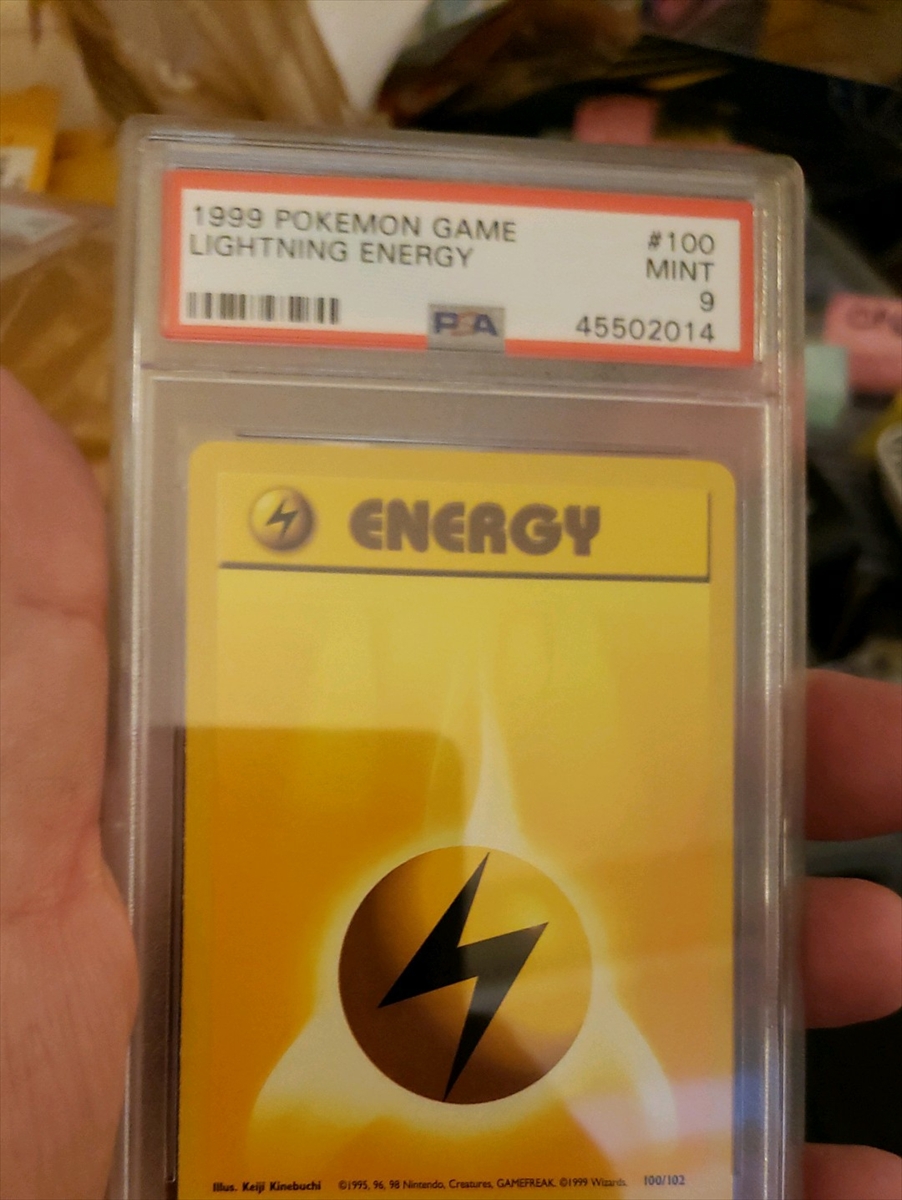 1999 POKEMON GAME #100
LIGHTNING ENERGY MINT
9
PSA 45502014
ENERGY
Illus. Keiji Kinebuchi ©1995, 96, 98 Nintendo, Creatures, GAMEFREAK. ©1999 Wizards. 100/102